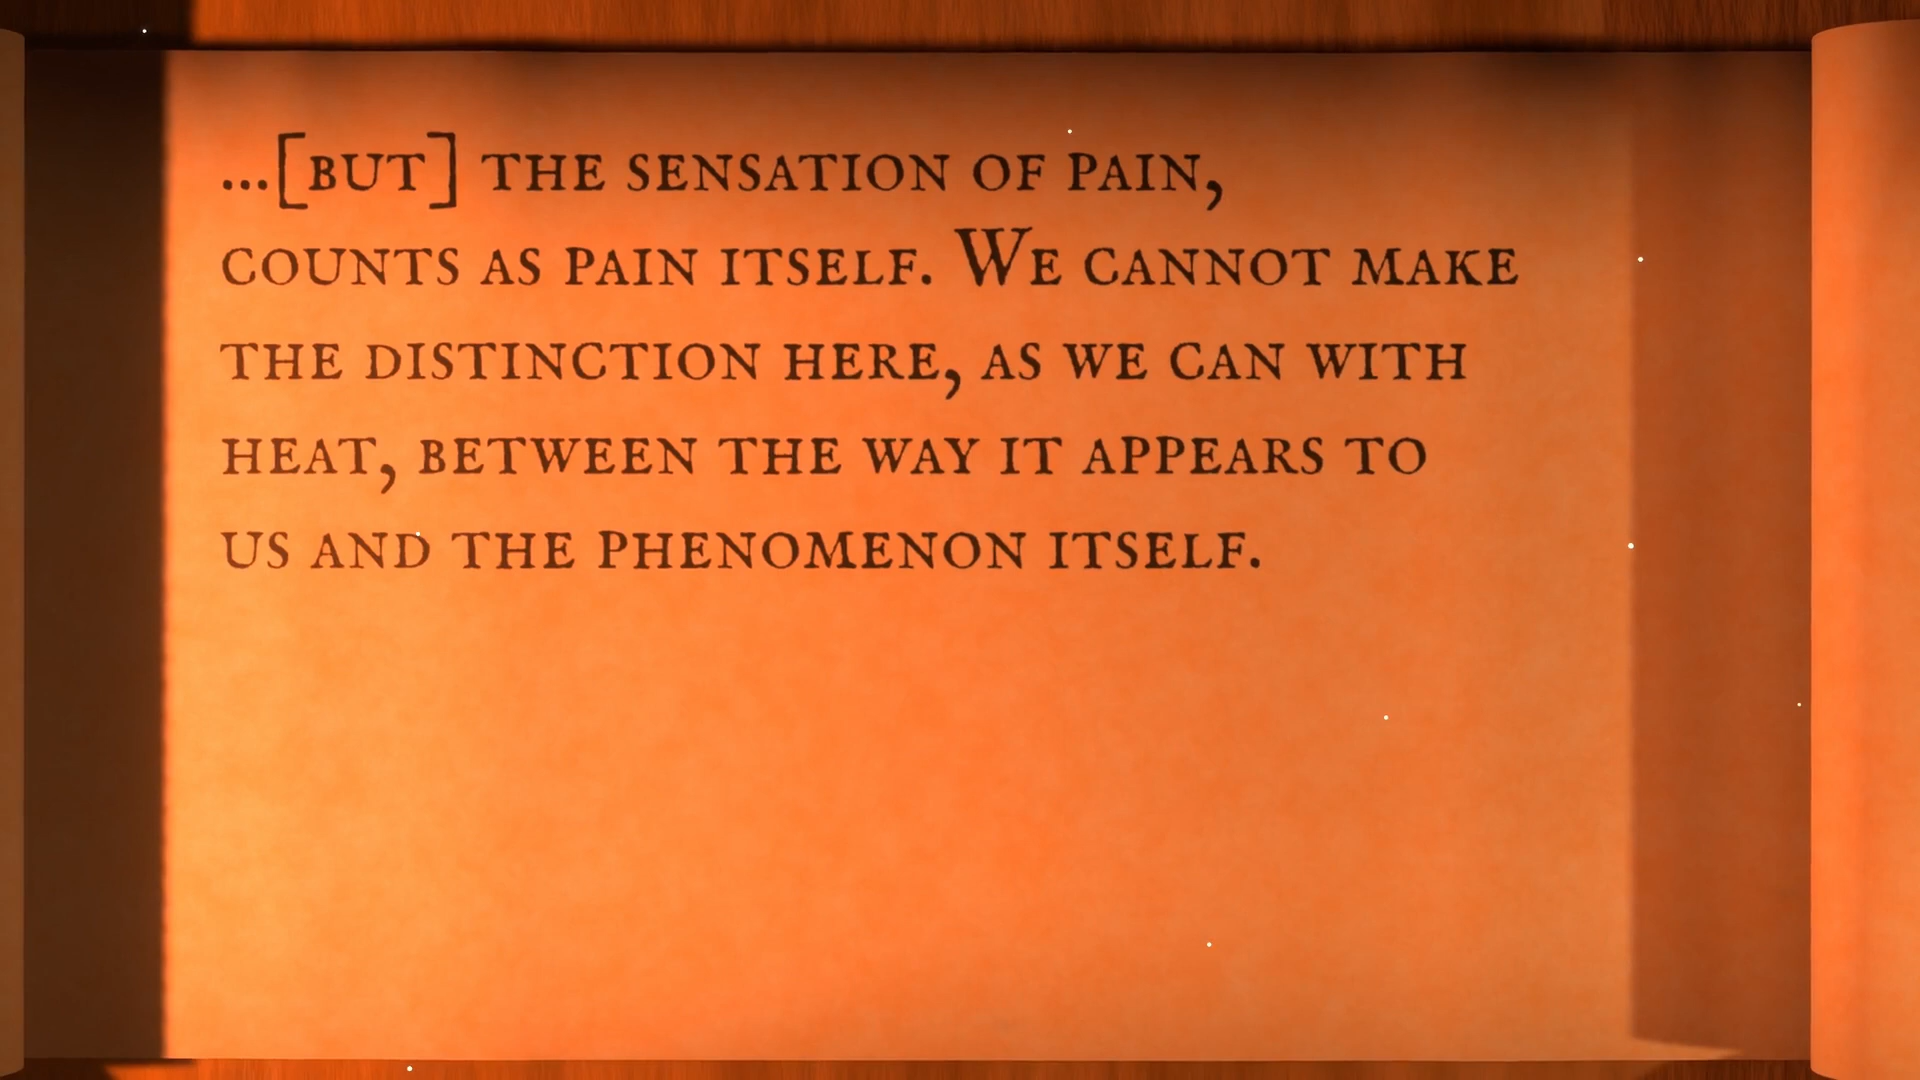 ...[but] the sensation of pain,
counts as pain itself. We cannot make
the distinction here, as we can with
heat, between the way it appears to
us and the phenomenon itself.